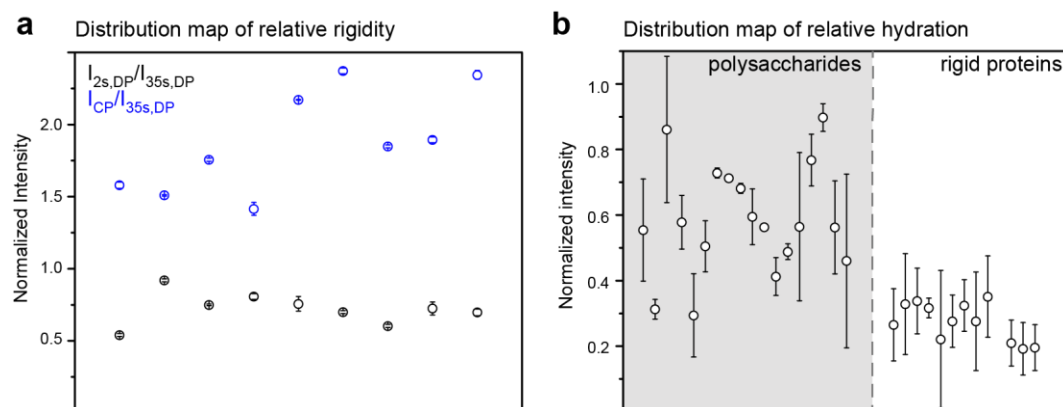 a Distribution map of relative rigidity
I2s,DP/I35s,DP
ICP/I35s,DP
2.0
1.5
1.0
0.5
Normalized Intensity
b Distribution map of relative hydration
polysaccharides rigid proteins
1.0
0.8
0.6
0.4
0.2
Normalized intensity